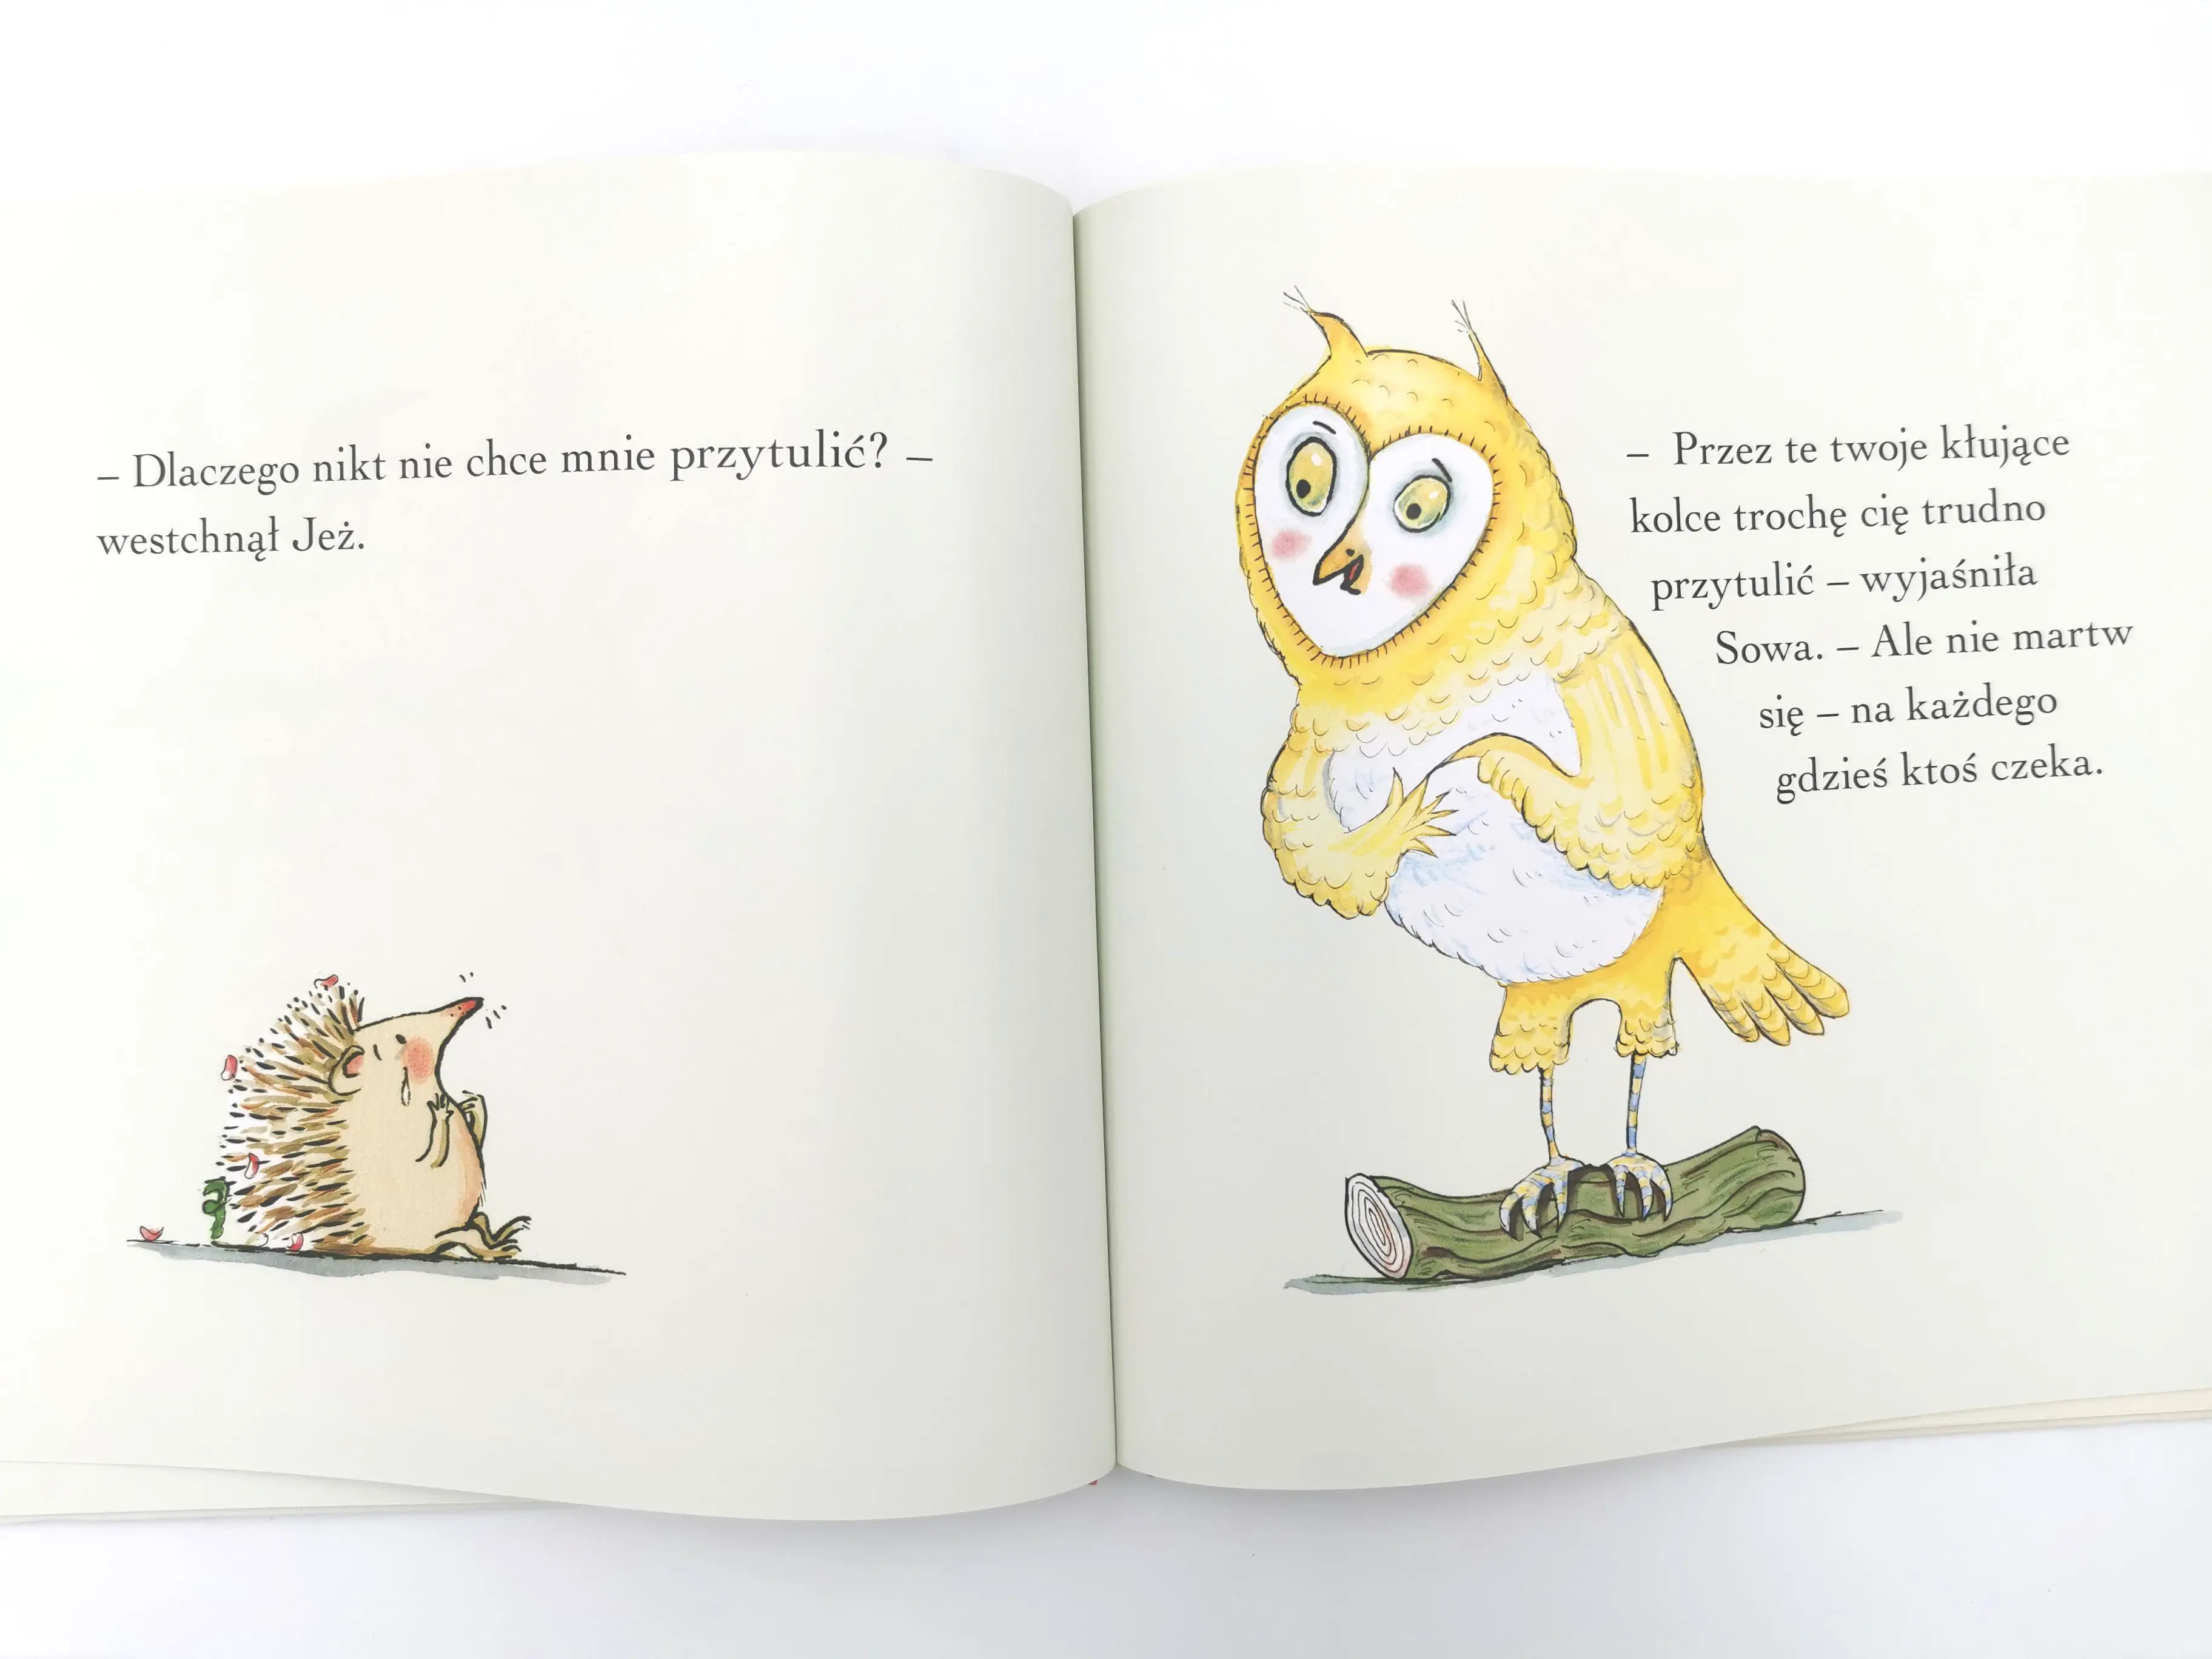 – Dlaczego nikt nie chce mnie przytulić? –
westchnął Jeż.
– Przez te twoje kłujące
kolce trochę cię trudno
przytulić – wyjaśniła
Sowa. – Ale nie martw
się – na każdego
gdzieś ktoś czeka.